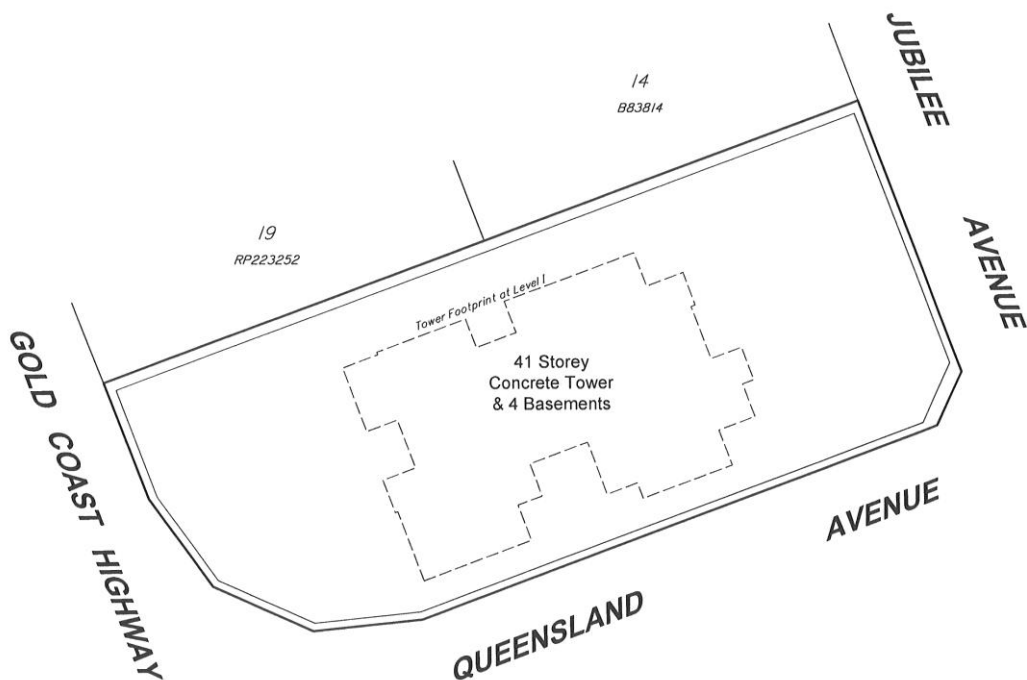 14
B83814
JUBILEE
AVENUE
19
RP223252
Tower Footprint at Level 1
41 Storey
Concrete Tower
& 4 Basements
GOLD COAST HIGHWAY
QUEENSLAND
AVENUE